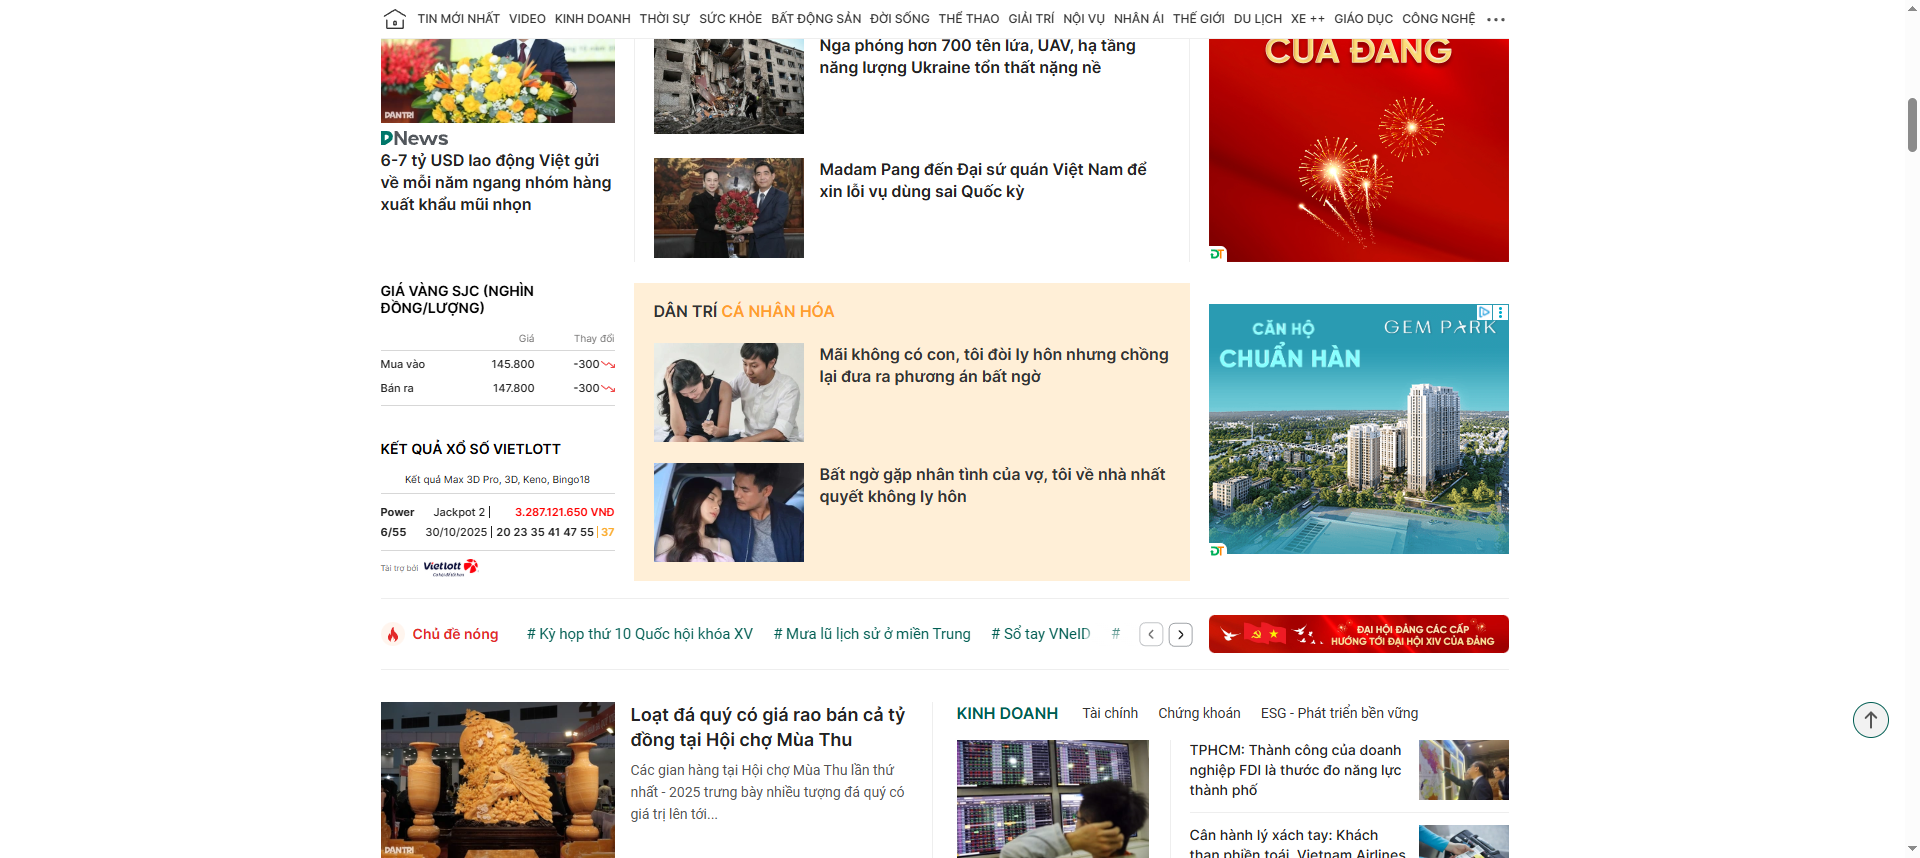 TIN MỚI NHẤT VIDEO KINH DOANH THỜI SỰ SỨC KHỎE BẤT ĐỘNG SẢN ĐỜI SỐNG THỂ THAO GIẢI TRÍ NỘI VỤ NHÂN ÁI THẾ GIỚI DU LỊCH XE ++ GIÁO DỤC CÔNG NGHỆ
DANTRI
DNews
6-7 tỷ USD lao động Việt gửi
về mỗi năm ngang nhóm hàng
xuất khẩu mũi nhọn
Nga phóng hơn 700 tên lửa, UAV, hạ tầng
năng lượng Ukraine tổn thất nặng nề
Madam Pang đến Đại sứ quán Việt Nam để
xin lỗi vụ dùng sai Quốc kỳ
CỦA ĐẢNG
DT
GIÁ VÀNG SJC (NGHÌN
ĐỒNG/LƯỢNG)
Giá Thay đổi
Mua vào 145.800 -300
Bán ra 147.800 -300
KẾT QUẢ XỔ SỐ VIETLOTT
Kết quả Max 3D Pro, 3D, Keno, Bingo18
Power Jackpot 2 | 3.287.121.650 VNĐ
6/55 30/10/2025 | 20 23 35 41 47 55 | 37
Tài trợ bởi Vietlott
DÂN TRÍ CÁ NHÂN HÓA
Mãi không có con, tôi đòi ly hôn nhưng chồng
lại đưa ra phương án bất ngờ
Bất ngờ gặp nhân tình của vợ, tôi về nhà nhất
quyết không ly hôn
CĂN HỘ
CHUẨN HÀN
GEM PARK
DT
Chủ đề nóng # Kỳ họp thứ 10 Quốc hội khóa XV # Mưa lũ lịch sử ở miền Trung # Sổ tay VNeID #
ĐẠI HỘI ĐẢNG CÁC CẤP
HƯỚNG TỚI ĐẠI HỘI XIV CỦA ĐẢNG
DANTRI
Loạt đá quý có giá rao bán cả tỷ
đồng tại Hội chợ Mùa Thu
Các gian hàng tại Hội chợ Mùa Thu lần thứ
nhất - 2025 trưng bày nhiều tượng đá quý có
giá trị lên tới...
KINH DOANH Tài chính Chứng khoán ESG - Phát triển bền vững
TPHCM: Thành công của doanh
nghiệp FDI là thước đo năng lực
thành phố
Cân hành lý xách tay: Khách
than phiền toái, Vietnam Airlines